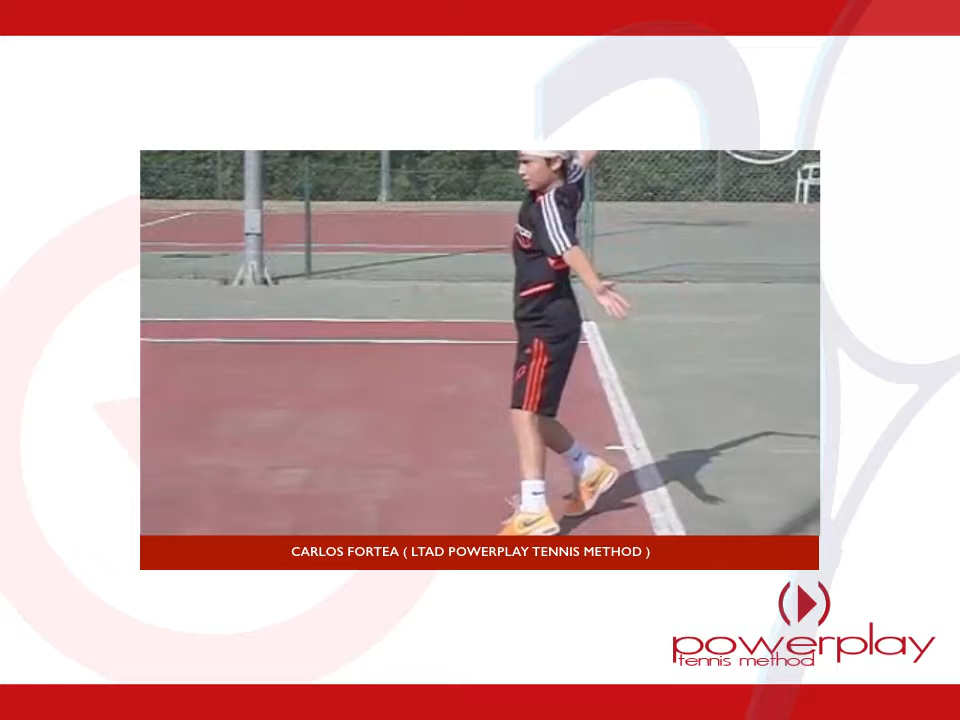 CARLOS FORTEA ( LTAD POWERPLAY TENNIS METHOD )
powerplay
tennis method